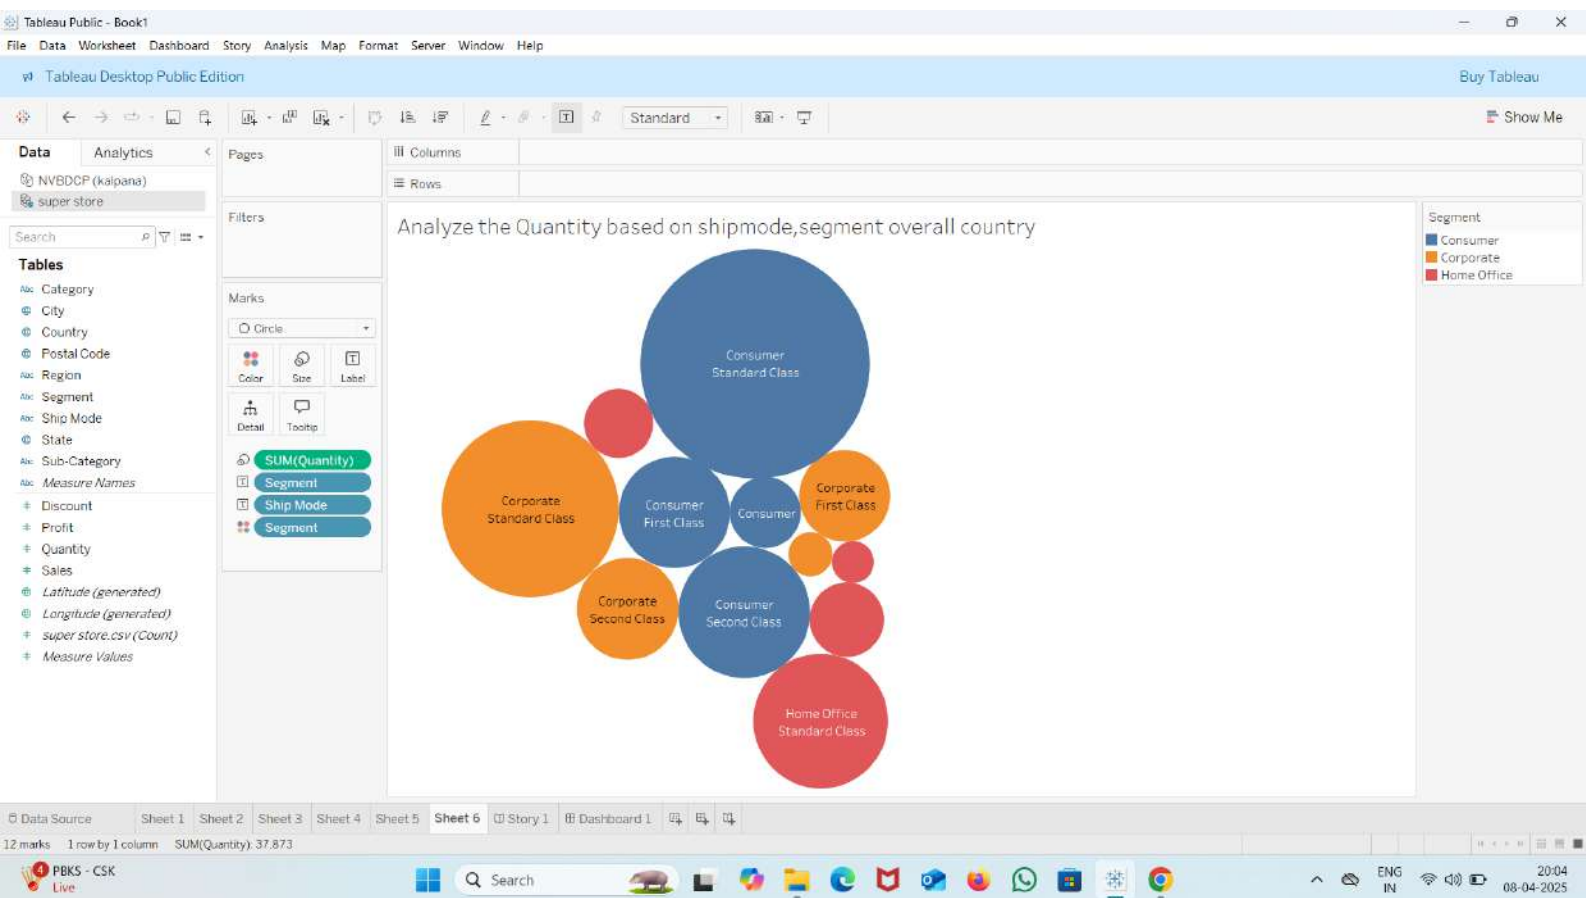 Tableau Public - Book1
File Data Worksheet Dashboard Story Analysis Map Format Server Window Help
Tableau Desktop Public Edition
Buy Tableau
Standard
Show Me
Data
Analytics
NVBDCP (kalpana)
super store
Search
Tables
Abc Category
City
Country
Postal Code
Abc Region
Abc Segment
Abc Ship Mode
State
Abc Sub-Category
Abc Measure Names
Discount
Profit
Quantity
Sales
Latitude (generated)
Longitude (generated)
super store.csv (Count)
Measure Values
Pages
Filters
Marks
Circle
Color Size Label
Detail Tooltip
SUM(Quantity)
Segment
Ship Mode
Segment
Columns
Rows
Analyze the Quantity based on shipmode,segment overall country
Consumer
Standard Class
Corporate
Standard Class
Consumer
First Class
Consumer
Corporate
First Class
Corporate
Second Class
Consumer
Second Class
Home Office
Standard Class
Segment
Consumer
Corporate
Home Office
Data Source Sheet 1 Sheet 2 Sheet 3 Sheet 4 Sheet 5 Sheet 6 Story 1 Dashboard 1
12 marks 1 row by 1 column SUM(Quantity): 37,873
4
PBKS - CSK
Live
Search
ENG
IN
20:04
08-04-2025